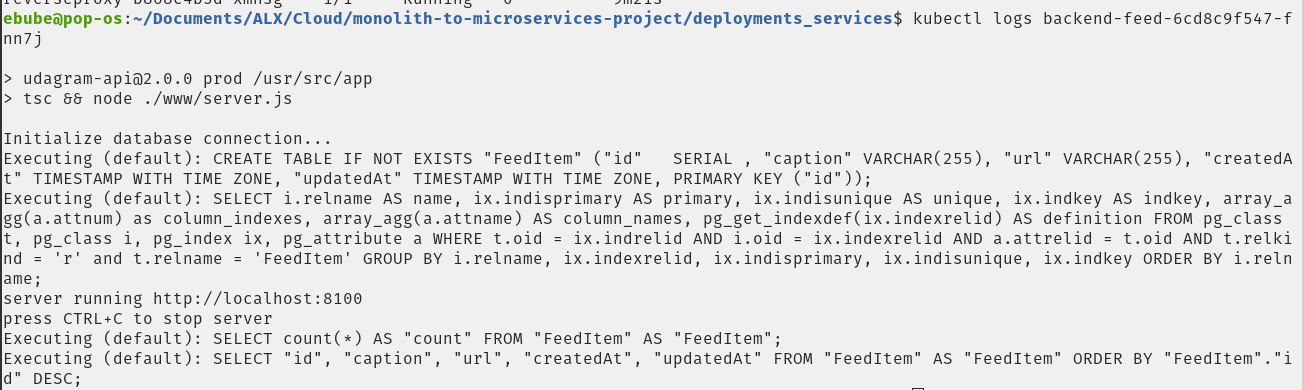 ebube@pop-os:~/Documents/ALX/Cloud/monolith-to-microservices-project/deployments_services$ kubectl logs backend-feed-6cd8c9f547-f
nn7j
> udagram-api@2.0.0 prod /usr/src/app
> tsc && node ./www/server.js
Initialize database connection...
Executing (default): CREATE TABLE IF NOT EXISTS "FeedItem" ("id"   SERIAL , "caption" VARCHAR(255), "url" VARCHAR(255), "createdA
t" TIMESTAMP WITH TIME ZONE, "updatedAt" TIMESTAMP WITH TIME ZONE, PRIMARY KEY ("id"));
Executing (default): SELECT i.relname AS name, ix.indisprimary AS primary, ix.indisunique AS unique, ix.indkey AS indkey, array_a
gg(a.attnum) as column_indexes, array_agg(a.attname) AS column_names, pg_get_indexdef(ix.indexrelid) AS definition FROM pg_class
t, pg_class i, pg_index ix, pg_attribute a WHERE t.oid = ix.indrelid AND i.oid = ix.indexrelid AND a.attrelid = t.oid AND t.relki
nd = 'r' and t.relname = 'FeedItem' GROUP BY i.relname, ix.indexrelid, ix.indisprimary, ix.indisunique, ix.indkey ORDER BY i.reln
ame;
server running http://localhost:8100
press CTRL+C to stop server
Executing (default): SELECT count(*) AS "count" FROM "FeedItem" AS "FeedItem";
Executing (default): SELECT "id", "caption", "url", "createdAt", "updatedAt" FROM "FeedItem" AS "FeedItem" ORDER BY "FeedItem"."i
d" DESC;